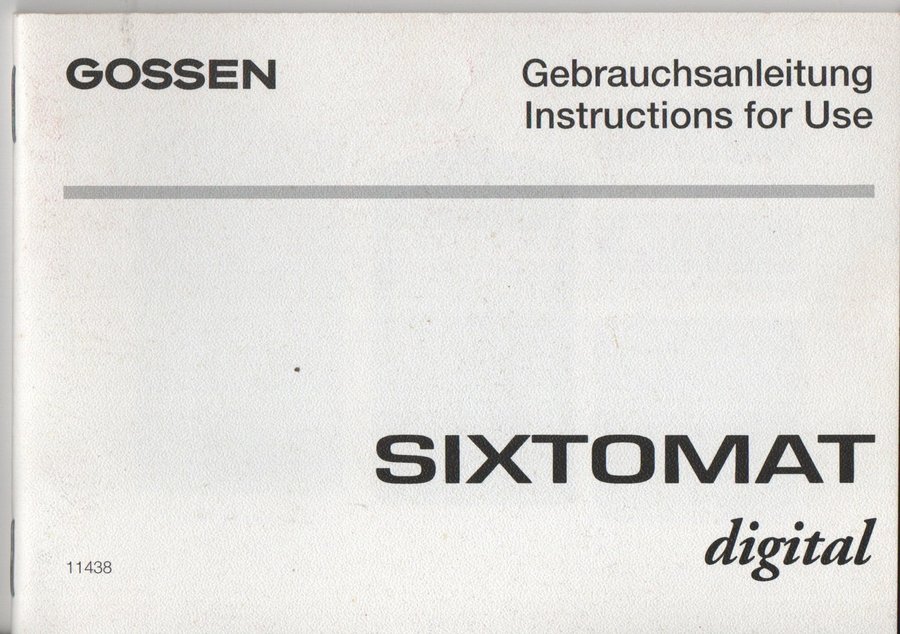 GOSSEN
Gebrauchsanleitung
Instructions for Use
SIXTOMAT
digital
11438